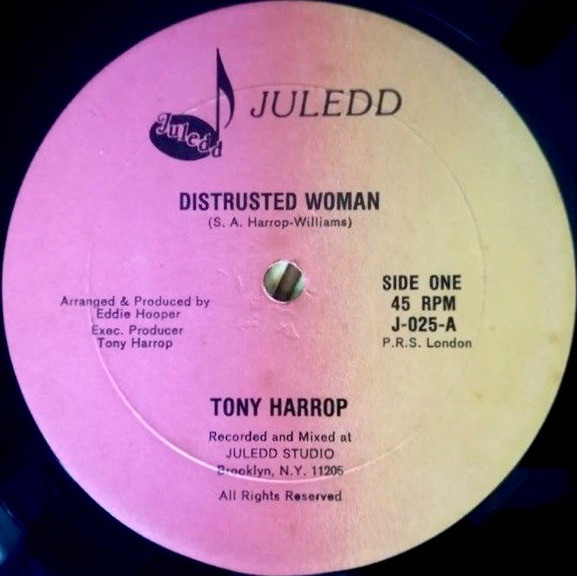 Juledd
JULEDD
DISTRUSTED WOMAN
(S. A. Harrop-Williams)
Arranged & Produced by
Eddie Hooper
Exec. Producer
Tony Harrop
SIDE ONE
45 RPM
J-025-A
P.R.S. London
TONY HARROP
Recorded and Mixed at
JULEDD STUDIO
Brooklyn, N.Y. 11205
All Rights Reserved